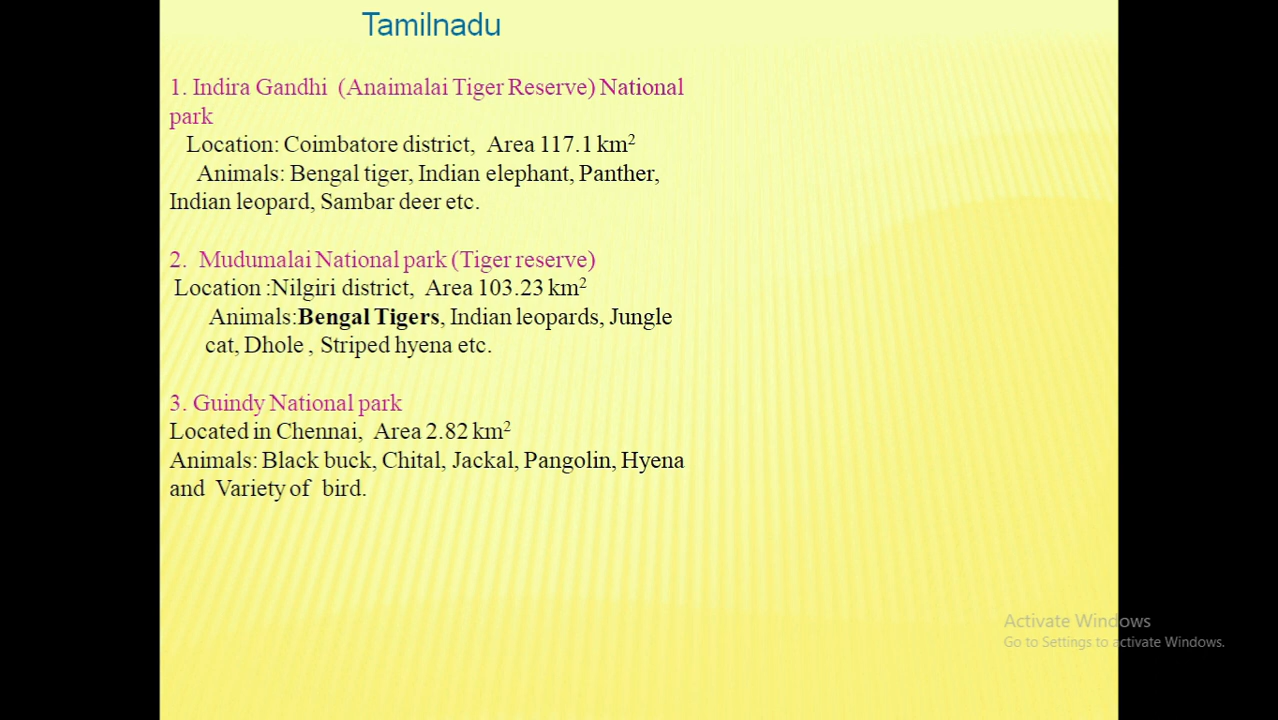 Tamilnadu
1. Indira Gandhi (Anaimalai Tiger Reserve) National
park
Location: Coimbatore district, Area 117.1 km²
Animals: Bengal tiger, Indian elephant, Panther,
Indian leopard, Sambar deer etc.
2. Mudumalai National park (Tiger reserve)
Location :Nilgiri district, Area 103.23 km²
Animals:Bengal Tigers, Indian leopards, Jungle
cat, Dhole , Striped hyena etc.
3. Guindy National park
Located in Chennai, Area 2.82 km²
Animals: Black buck, Chital, Jackal, Pangolin, Hyena
and Variety of bird.
Activate Windows
Go to Settings to activate Windows.